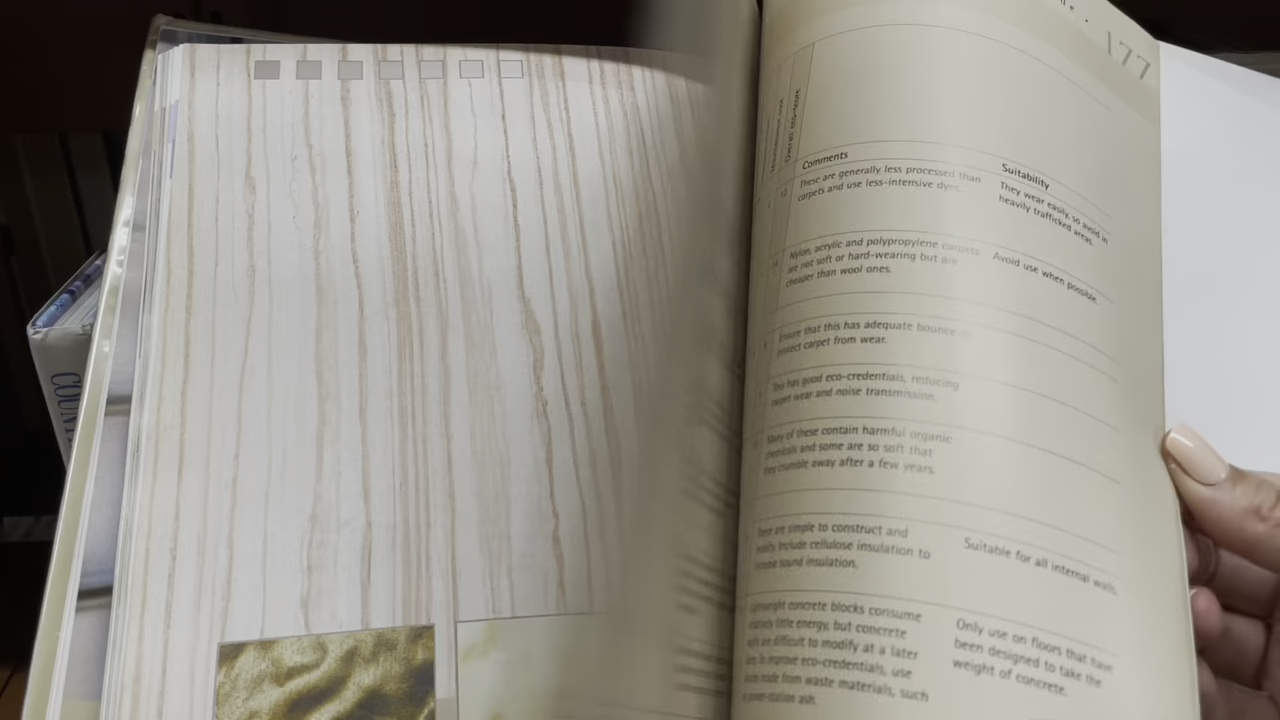 COUN
177
Overall eco-score
Comments
Suitability
These are generally less processed than
carpets and use less-intensive dyes.
They wear easily, so avoid in
heavily trafficked areas.
Nylon, acrylic and polypropylene carpets
are not soft or hard-wearing but are
cheaper than wool ones.
Avoid use when possible.
Ensure that this has adequate bounce
protect carpet from wear.
This has good eco-credentials, reducing
carpet wear and noise transmission.
Many of these contain harmful organic
chemicals and some are so soft that
they crumble away after a few years.
These are simple to construct and
include cellulose insulation to
sound insulation.
Suitable for all internal walls.
Lightweight concrete blocks consume
relatively little energy, but concrete
walls are difficult to modify at a later
to improve eco-credentials, use
made from waste materials, such
power-station ash.
Only use on floors that have
been designed to take the
weight of concrete.